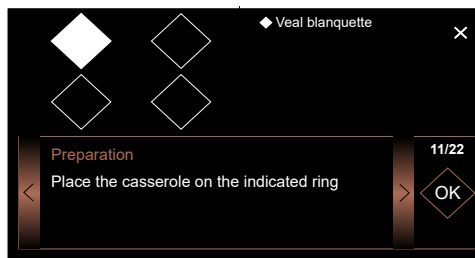 Veal blanquette
Preparation
11/22
Place the casserole on the indicated ring
OK